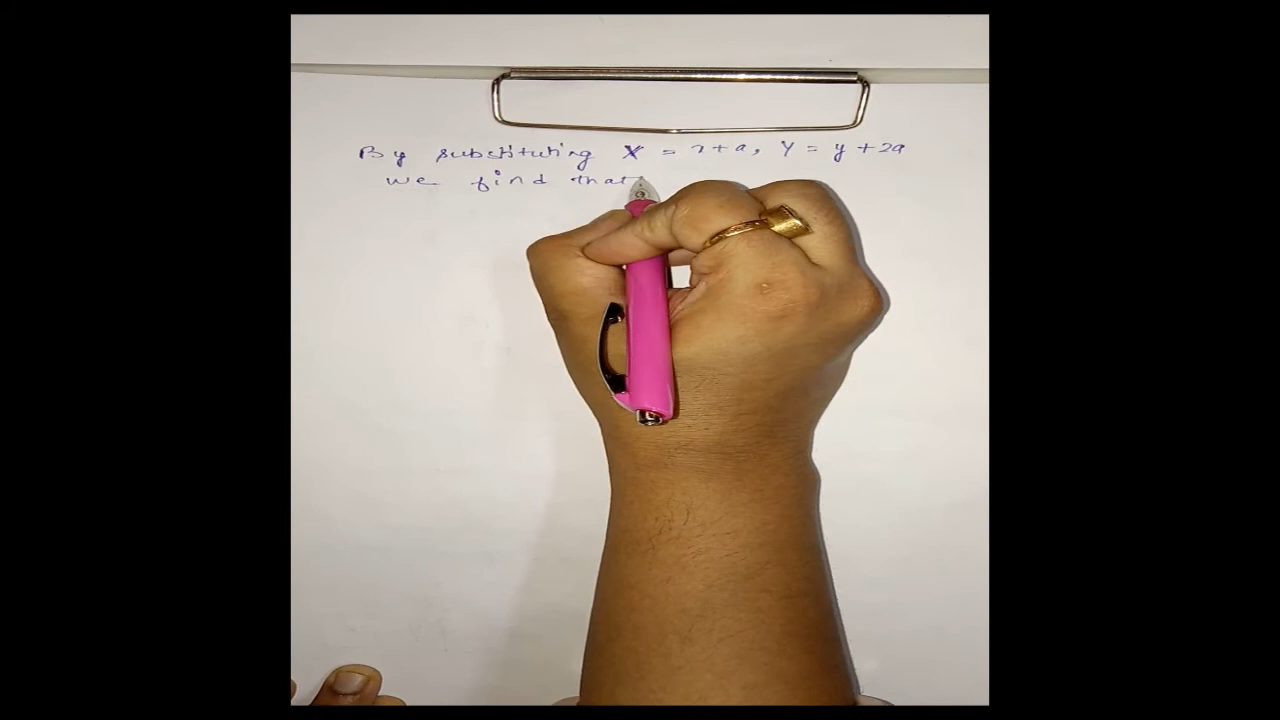 By substituting X = x + a, Y = y + 2a
we find that